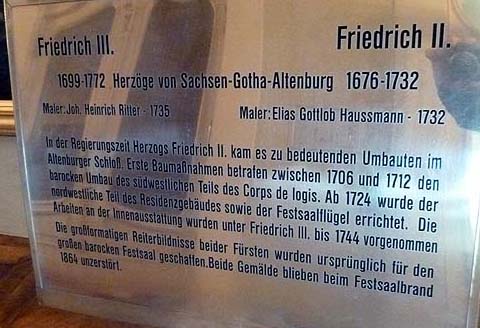 Friedrich III. Friedrich II.
1699-1772 Herzöge von Sachsen-Gotha-Altenburg 1676-1732
Maler: Joh. Heinrich Ritter - 1735 Maler: Elias Gottlob Haussmann - 1732
In der Regierungszeit Herzogs Friedrich II. kam es zu bedeutenden Umbauten im
Altenburger Schloß. Erste Baumaßnahmen betrafen zwischen 1706 und 1712 den
barocken Umbau des südwestlichen Teils des Corps de logis. Ab 1724 wurde der
nordwestliche Teil des Residenzgebäudes sowie der Festsaalflügel errichtet. Die
Arbeiten an der Innenausstattung wurden unter Friedrich III. bis 1744 vorgenommen
Die großformatigen Reiterbildnisse beider Fürsten wurden ursprünglich für den
großen barocken Festsaal geschaffen. Beide Gemälde blieben beim Festsaalbrand
1864 unzerstört.